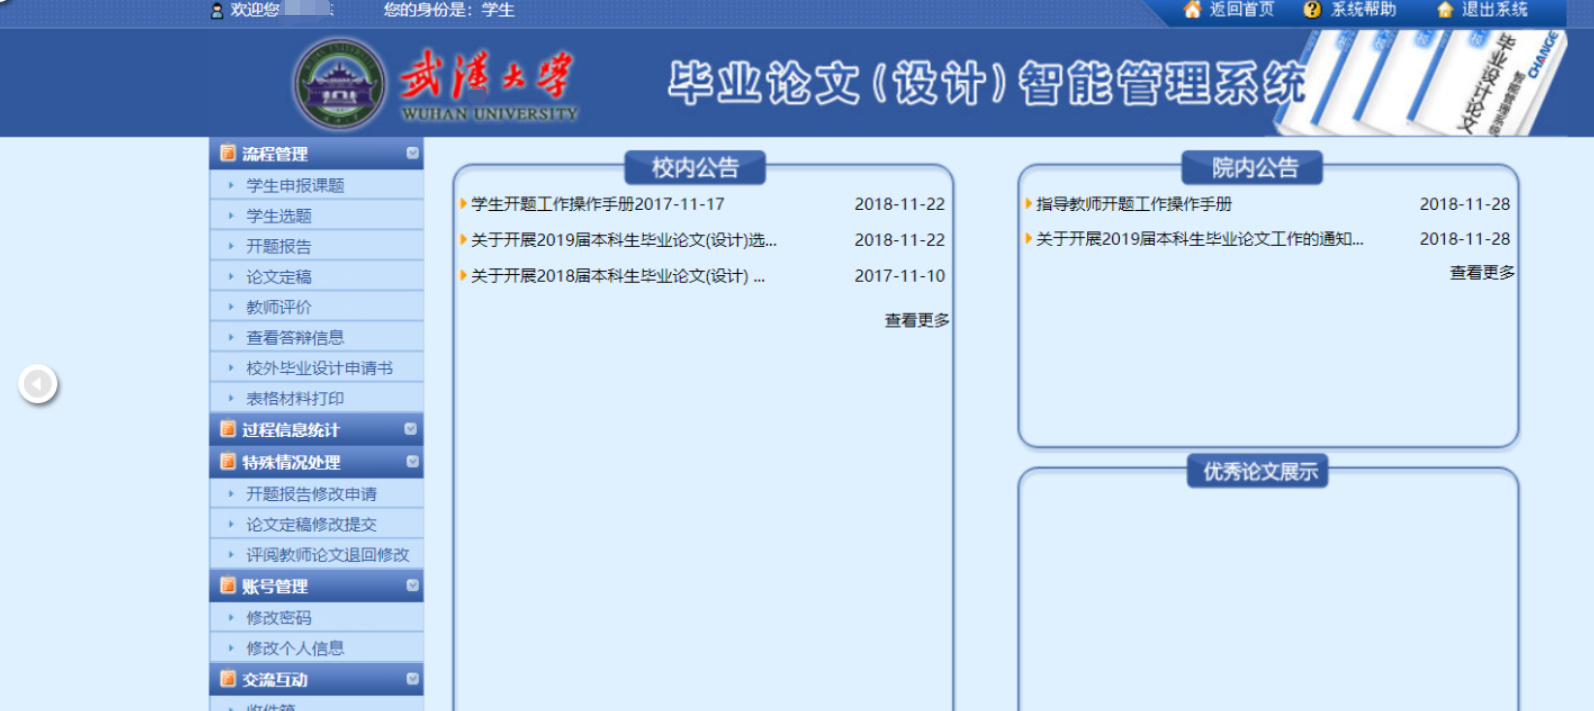 欢迎您
您的身份是：学生
返回首页
系统帮助
退出系统
武汉大学
WUHAN UNIVERSITY
毕业论文(设计)智能管理系统
CHANGE
毕业设计论文
智能管理系统
流程管理
学生申报课题
学生选题
开题报告
论文定稿
教师评价
查看答辩信息
校外毕业设计申请书
表格材料打印
过程信息统计
特殊情况处理
开题报告修改申请
论文定稿修改提交
评阅教师论文退回修改
账号管理
修改密码
修改个人信息
交流互动
收件箱
校内公告
学生开题工作操作手册2017-11-17 2018-11-22
关于开展2019届本科生毕业论文(设计)选... 2018-11-22
关于开展2018届本科生毕业论文(设计) ... 2017-11-10
查看更多
院内公告
指导教师开题工作操作手册 2018-11-28
关于开展2019届本科生毕业论文工作的通知... 2018-11-28
查看更多
优秀论文展示